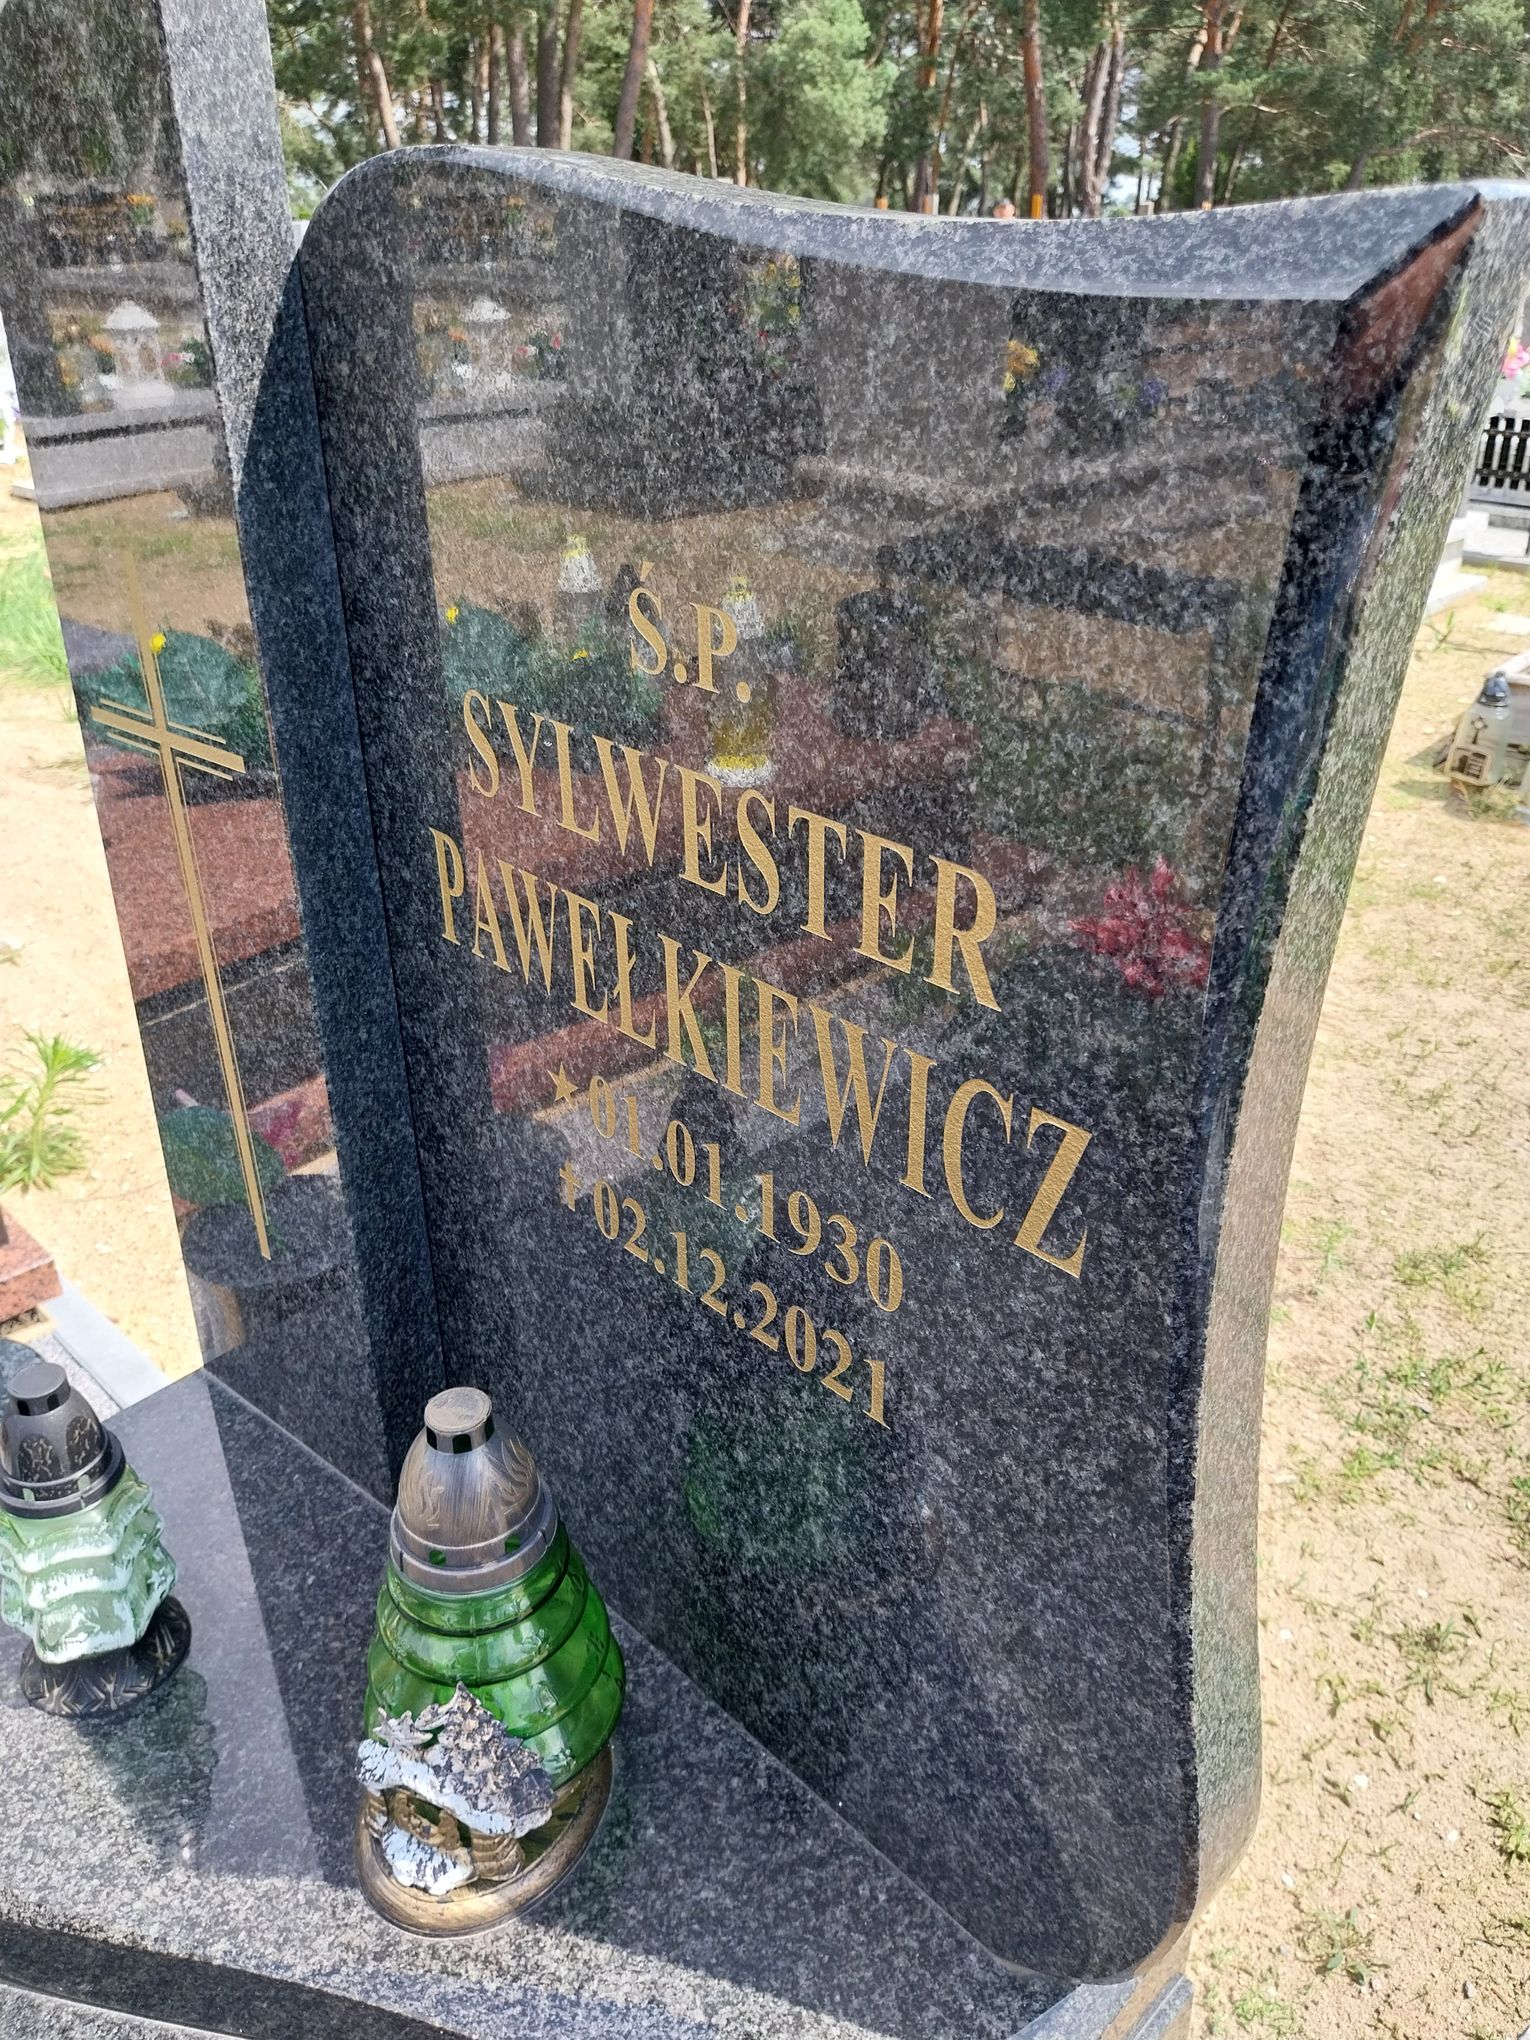 Ś.P.
SYLWESTER
PAWEŁKIEWICZ
★ 01.01.1930
✝ 02.12.2021